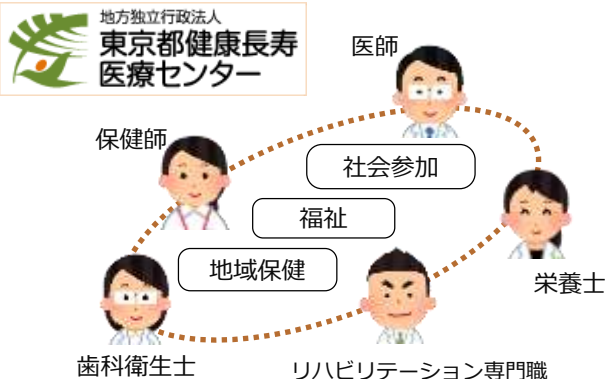 地方独立行政法人
東京都健康長寿
医療センター
医師
保健師
社会参加
福祉
地域保健
栄養士
歯科衛生士
リハビリテーション専門職